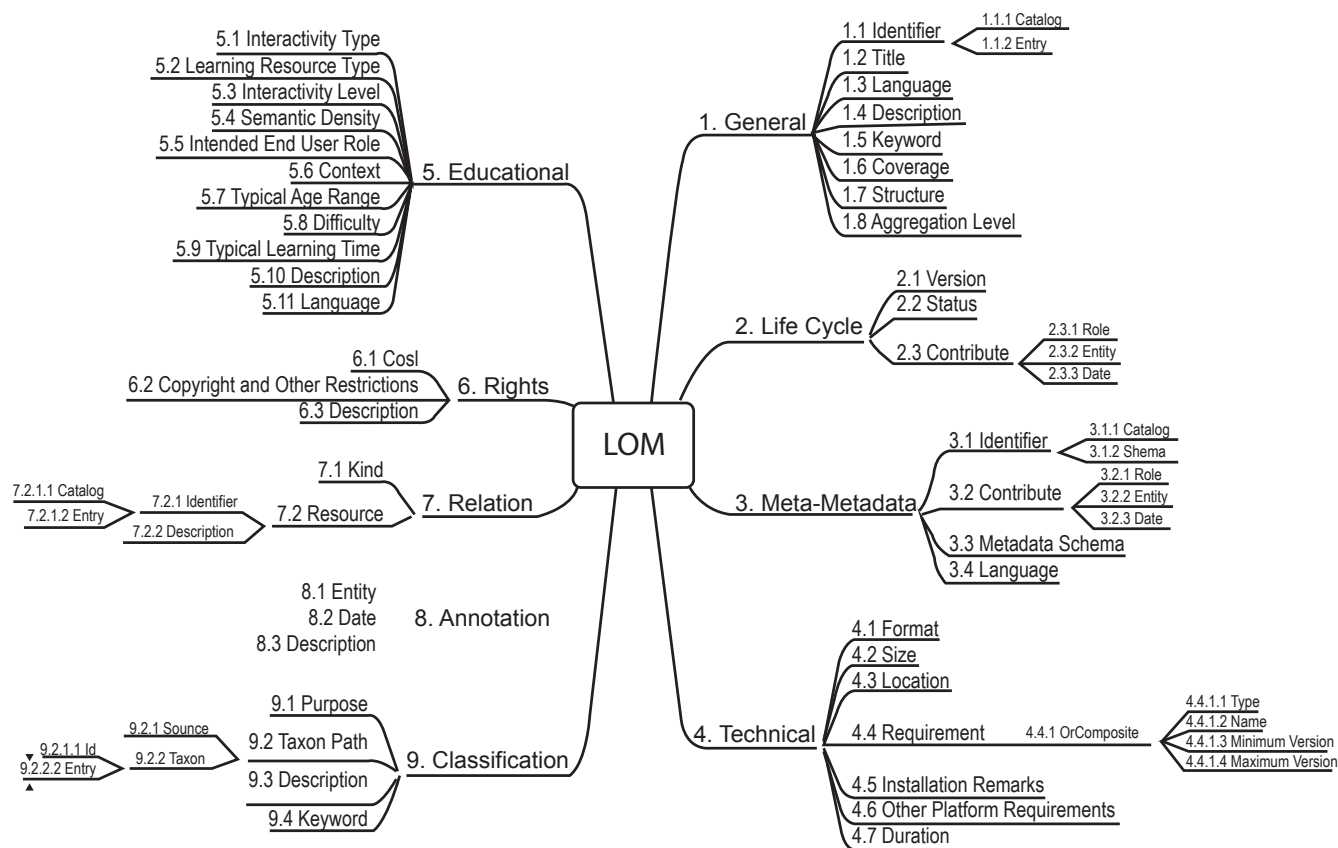 LOM
1. General
1.1 Identifier
1.1.1 Catalog
1.1.2 Entry
1.2 Title
1.3 Language
1.4 Description
1.5 Keyword
1.6 Coverage
1.7 Structure
1.8 Aggregation Level
2. Life Cycle
2.1 Version
2.2 Status
2.3 Contribute
2.3.1 Role
2.3.2 Entity
2.3.3 Date
3. Meta-Metadata
3.1 Identifier
3.1.1 Catalog
3.1.2 Shema
3.2 Contribute
3.2.1 Role
3.2.2 Entity
3.2.3 Date
3.3 Metadata Schema
3.4 Language
4. Technical
4.1 Format
4.2 Size
4.3 Location
4.4 Requirement
4.4.1 OrComposite
4.4.1.1 Type
4.4.1.2 Name
4.4.1.3 Minimum Version
4.4.1.4 Maximum Version
4.5 Installation Remarks
4.6 Other Platform Requirements
4.7 Duration
5. Educational
5.1 Interactivity Type
5.2 Learning Resource Type
5.3 Interactivity Level
5.4 Semantic Density
5.5 Intended End User Role
5.6 Context
5.7 Typical Age Range
5.8 Difficulty
5.9 Typical Learning Time
5.10 Description
5.11 Language
6. Rights
6.1 Cosl
6.2 Copyright and Other Restrictions
6.3 Description
7. Relation
7.1 Kind
7.2 Resource
7.2.1 Identifier
7.2.1.1 Catalog
7.2.1.2 Entry
7.2.2 Description
8. Annotation
8.1 Entity
8.2 Date
8.3 Description
9. Classification
9.1 Purpose
9.2 Taxon Path
9.2.1 Sounce
9.2.2 Taxon
9.2.1.1 Id
9.2.2.2 Entry
9.3 Description
9.4 Keyword